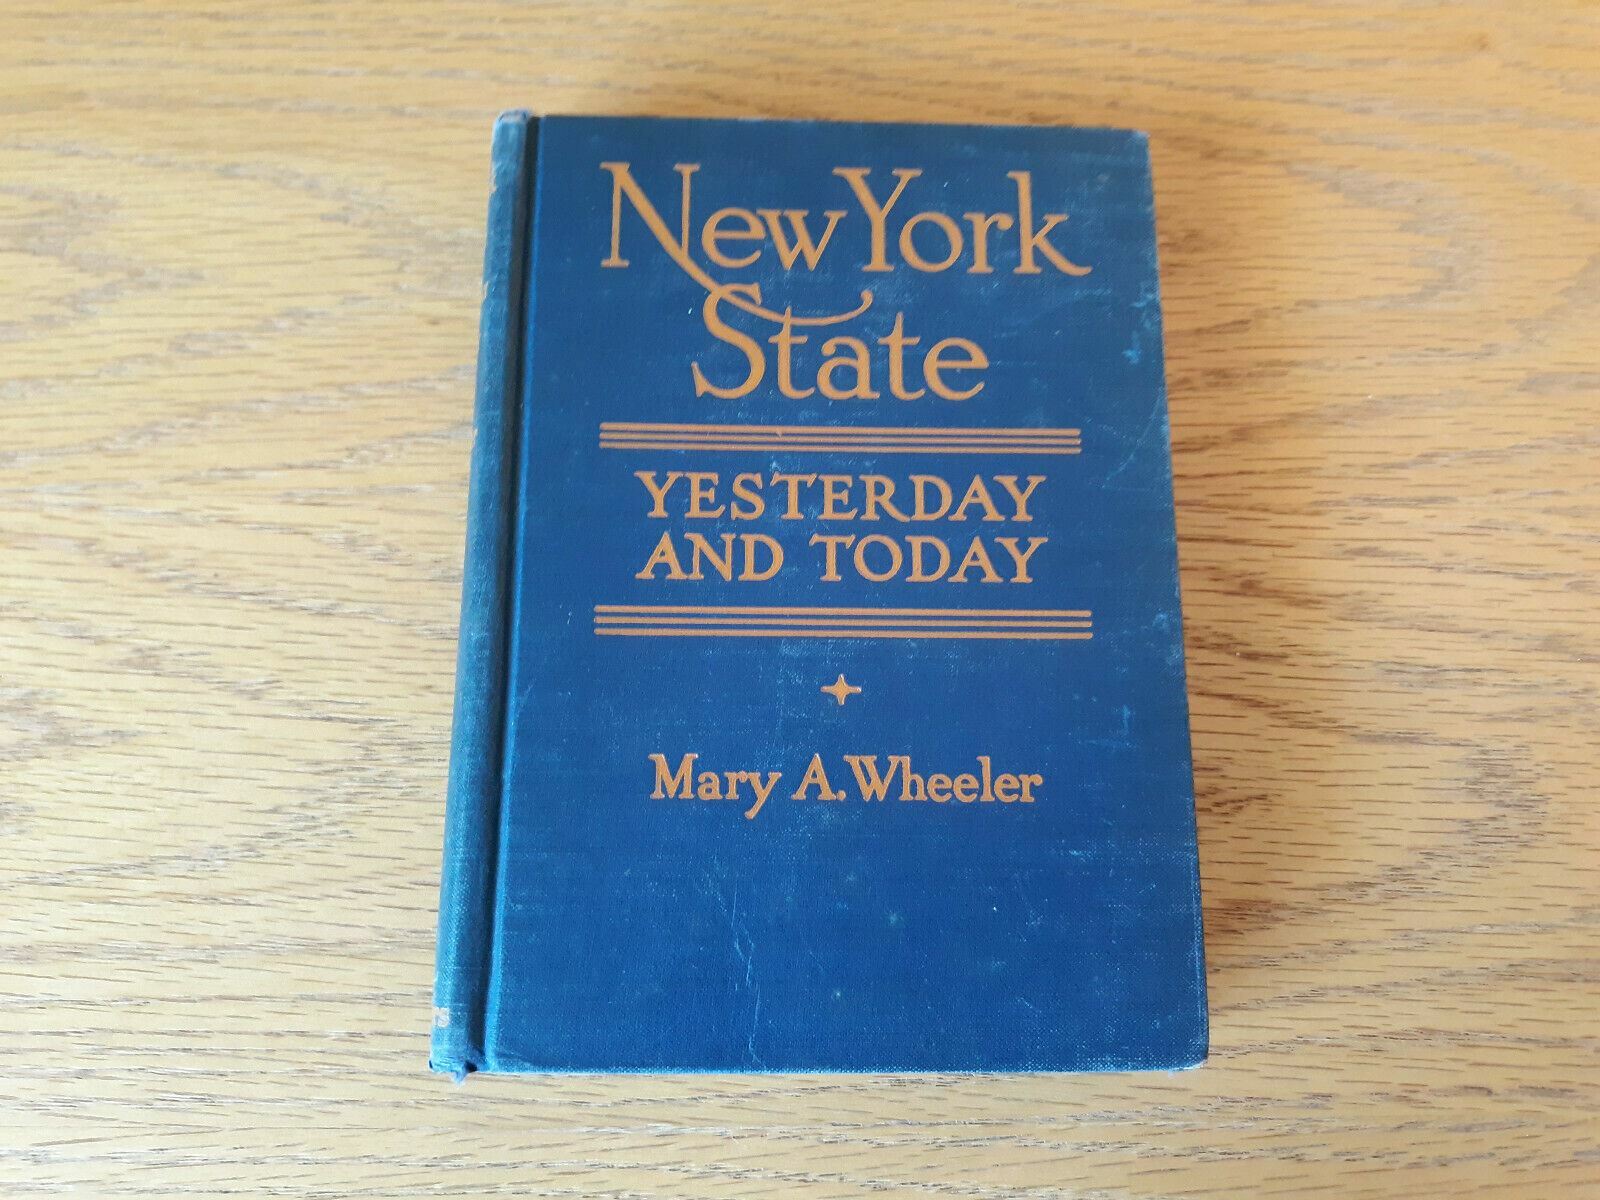 New York
State
YESTERDAY
AND TODAY
Mary A. Wheeler